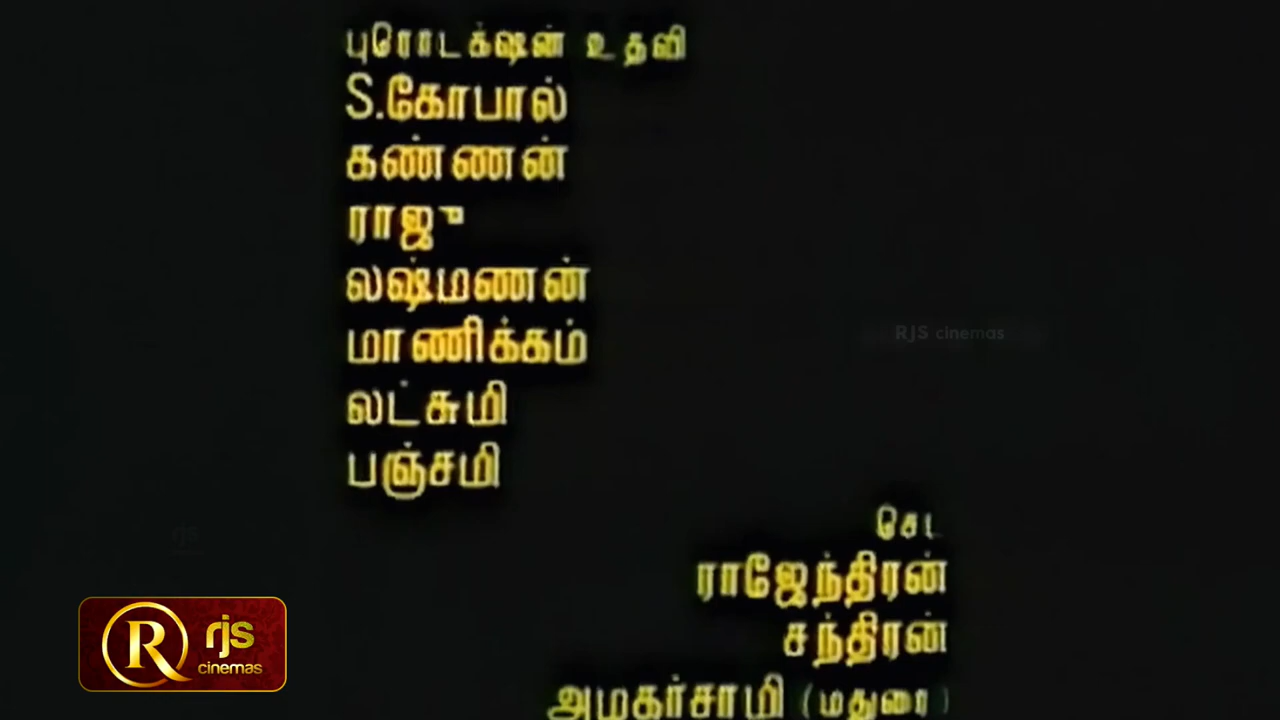 புரொடக்ஷன் உதவி
S.கோபால்
கண்ணன்
ராஜு
லஷ்மணன்
மாணிக்கம்
லட்சுமி
பஞ்சமி
RJS cinemas
செட்
ராஜேந்திரன்
சந்திரன்
அழகர்சாமி (மதுரை)
R rjs
cinemas